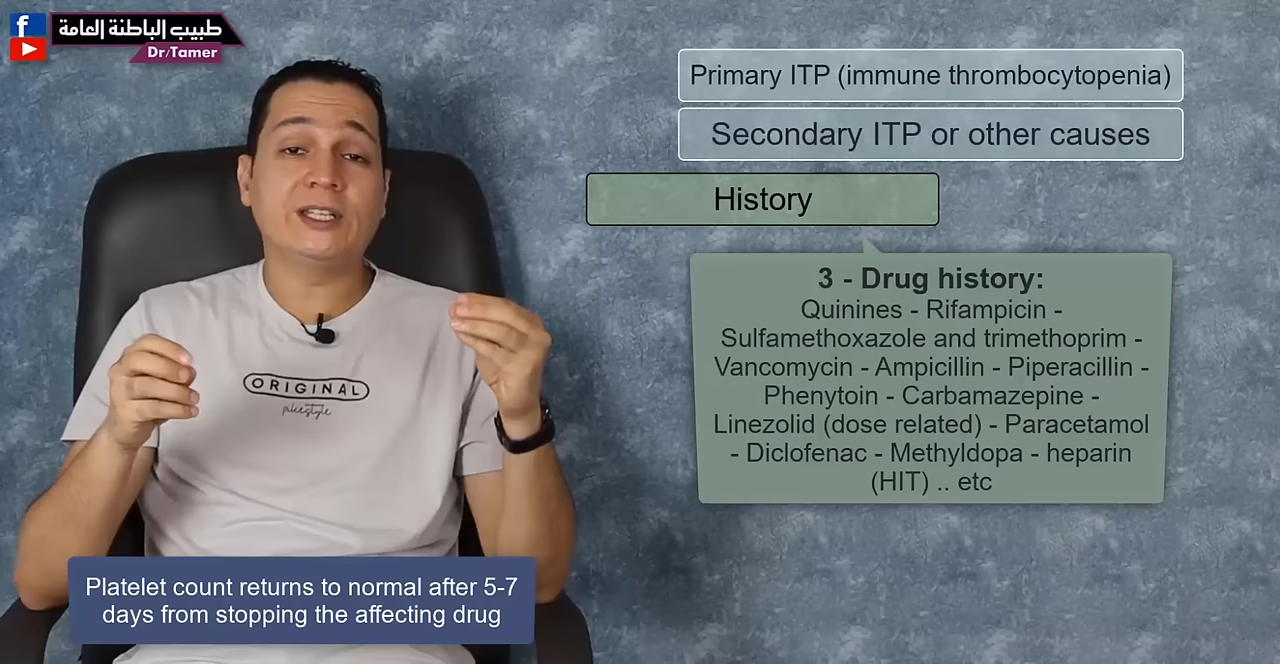 طبيب الباطنة العامة
Dr/Tamer
Primary ITP (immune thrombocytopenia)
Secondary ITP or other causes
History
3 - Drug history:
Quinines - Rifampicin -
Sulfamethoxazole and trimethoprim -
Vancomycin - Ampicillin - Piperacillin -
Phenytoin - Carbamazepine -
Linezolid (dose related) - Paracetamol
- Diclofenac - Methyldopa - heparin
(HIT) .. etc
ORIGINAL
Platelet count returns to normal after 5-7
days from stopping the affecting drug